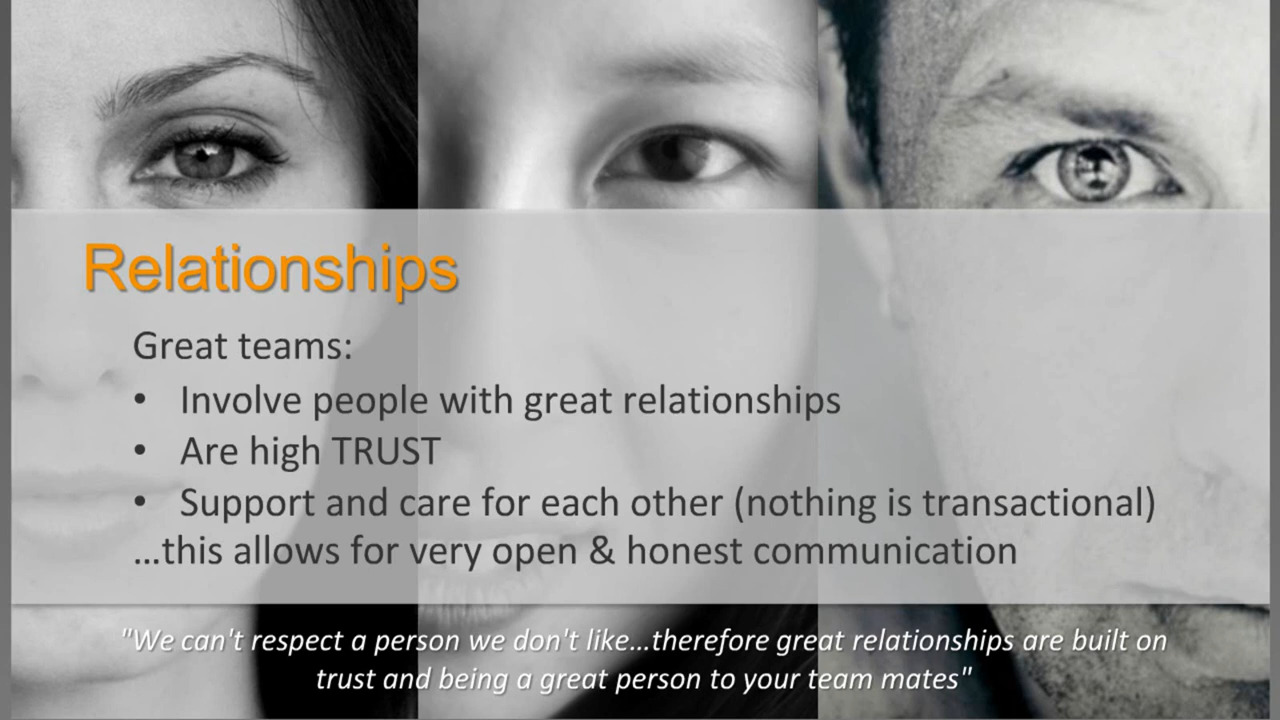 Relationships
Great teams:
• Involve people with great relationships
• Are high TRUST
• Support and care for each other (nothing is transactional)
...this allows for very open & honest communication
"We can't respect a person we don't like...therefore great relationships are built on
trust and being a great person to your team mates"